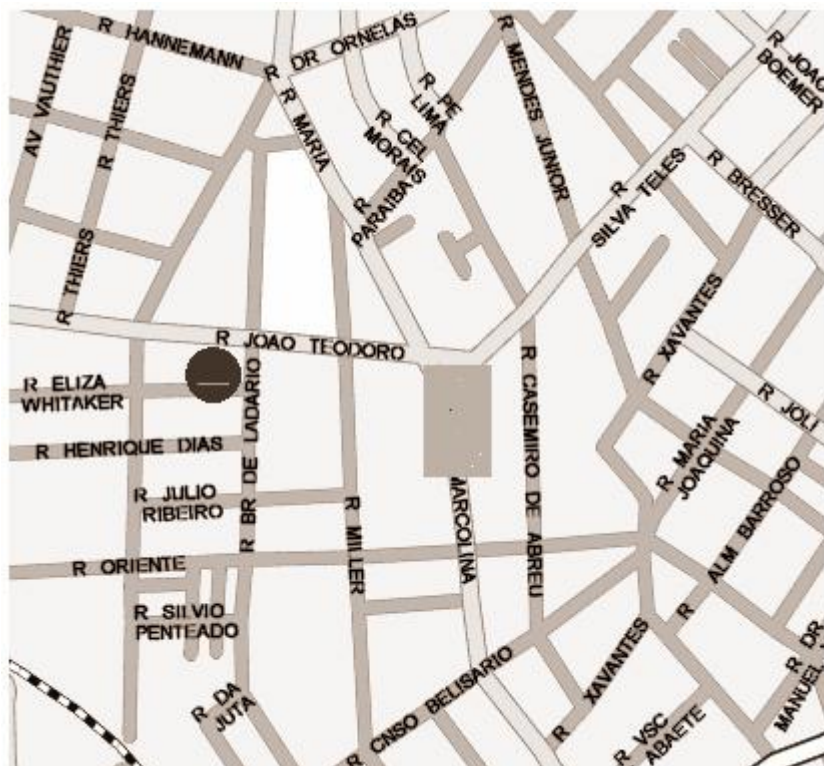 R HANNEMANN
R DR ORNELAS
R MENDES JUNIOR
R JOAO
BOEMER
AV VAUTHIER
R THIERS
R MARIA
R CEL
MORAIS
R PE
LIMA
R
PARAIBA
R
SILVA TELES
R BRESSER
R THIERS
R JOAO TEODORO
R XAVANTES
R ELIZA
WHITAKER
R BR DE LADARIO
R CASEMIRO DE ABREU
R JOLI
R HENRIQUE DIAS
R MARIA
JOAQUINA
R JULIO
RIBEIRO
R MILLER
MARCOLINA
R ALM BARROSO
R ORIENTE
R SILVIO
PENTEADO
R DA
JUTA
R CNSO BELISARIO
R XAVANTES
R VSC
ABAETE
R DR
MANUEL